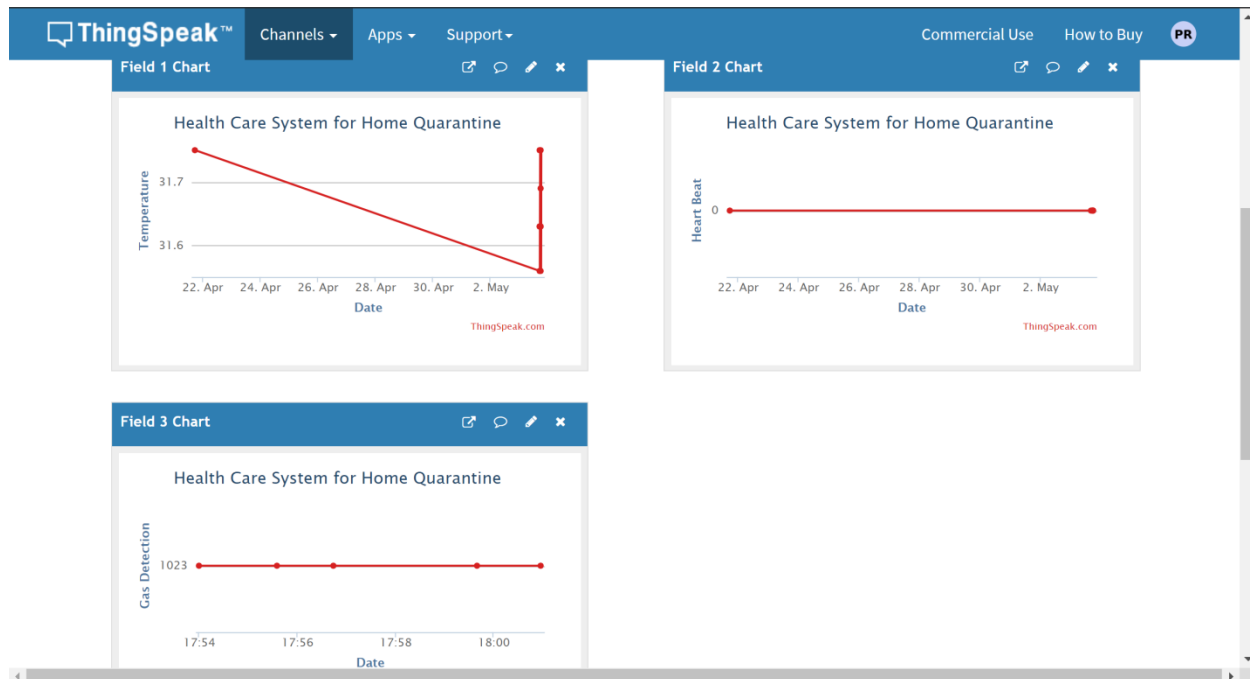 ThingSpeak™ Channels Apps Support Commercial Use How to Buy PR
Field 1 Chart
Health Care System for Home Quarantine
Temperature
31.7
31.6
22. Apr 24. Apr 26. Apr 28. Apr 30. Apr 2. May
Date
ThingSpeak.com
Field 2 Chart
Health Care System for Home Quarantine
Heart Beat
0
22. Apr 24. Apr 26. Apr 28. Apr 30. Apr 2. May
Date
ThingSpeak.com
Field 3 Chart
Health Care System for Home Quarantine
Gas Detection
1023
17:54 17:56 17:58 18:00
Date